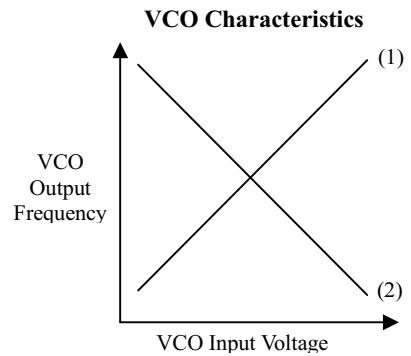 VCO Characteristics
(1)
VCO
Output
Frequency
(2)
VCO Input Voltage